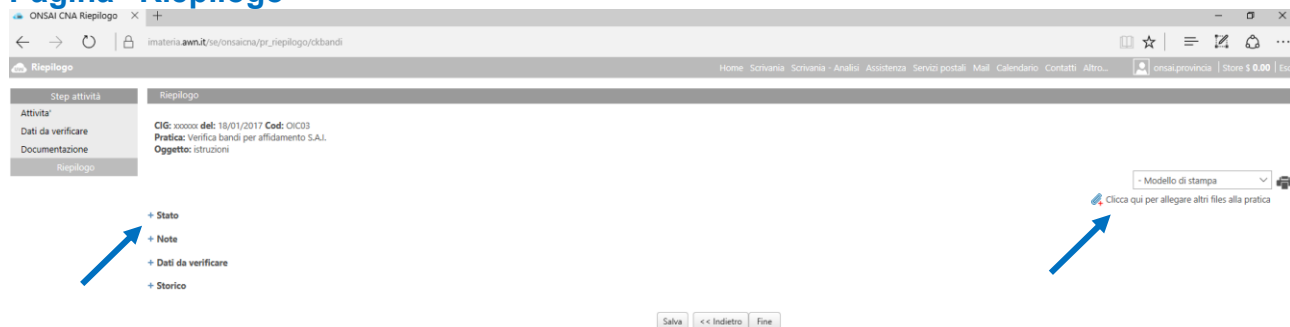 Pagina "Riepilogo"
ONSAI CNA Riepilogo
imateria.awn.it/se/onsaicna/pr_riepilogo/ckbandi
Riepilogo
Home Scrivania Scrivania - Analisi Assistenza Servizi postali Mail Calendario Contatti Altro... onsai.provincia Store $ 0.00
Step attività
Riepilogo
Attivita'
Dati da verificare
Documentazione
Riepilogo
CIG: xxxxxx del: 18/01/2017 Cod: OIC03
Pratica: Verifica bandi per affidamento S.A.I.
Oggetto: istruzioni
- Modello di stampa
Clicca qui per allegare altri files alla pratica
+ Stato
+ Note
+ Dati da verificare
+ Storico
Salva << Indietro Fine